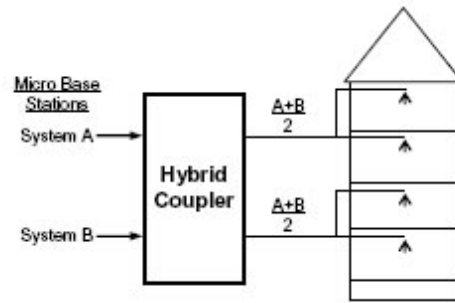 Micro Base
Stations
System A
System B
Hybrid
Coupler
A+B
2
A+B
2